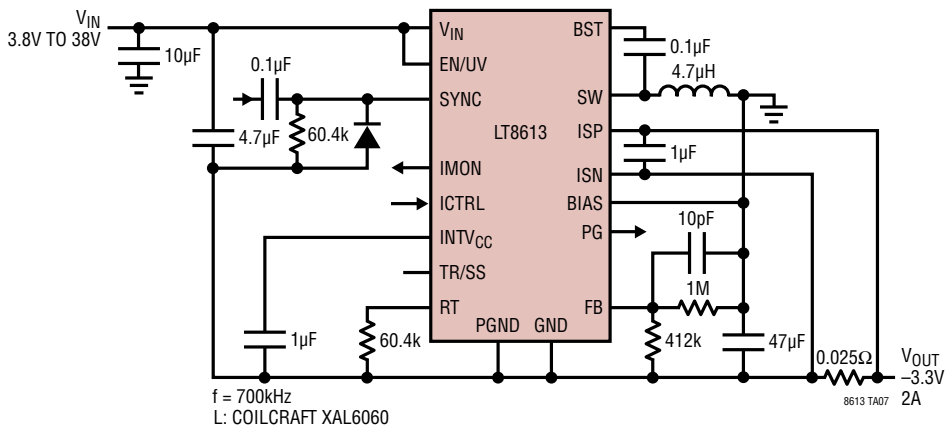 VIN
3.8V TO 38V
10µF
0.1µF
60.4k
4.7µF
VIN
EN/UV
SYNC
IMON
ICTRL
INTVCC
TR/SS
RT
PGND
GND
LT8613
BST
SW
ISP
ISN
BIAS
PG
FB
0.1µF
4.7µH
1µF
10pF
1M
412k
47µF
0.025Ω
VOUT
–3.3V
2A
1µF
60.4k
f = 700kHz
L: COILCRAFT XAL6060
8613 TA07